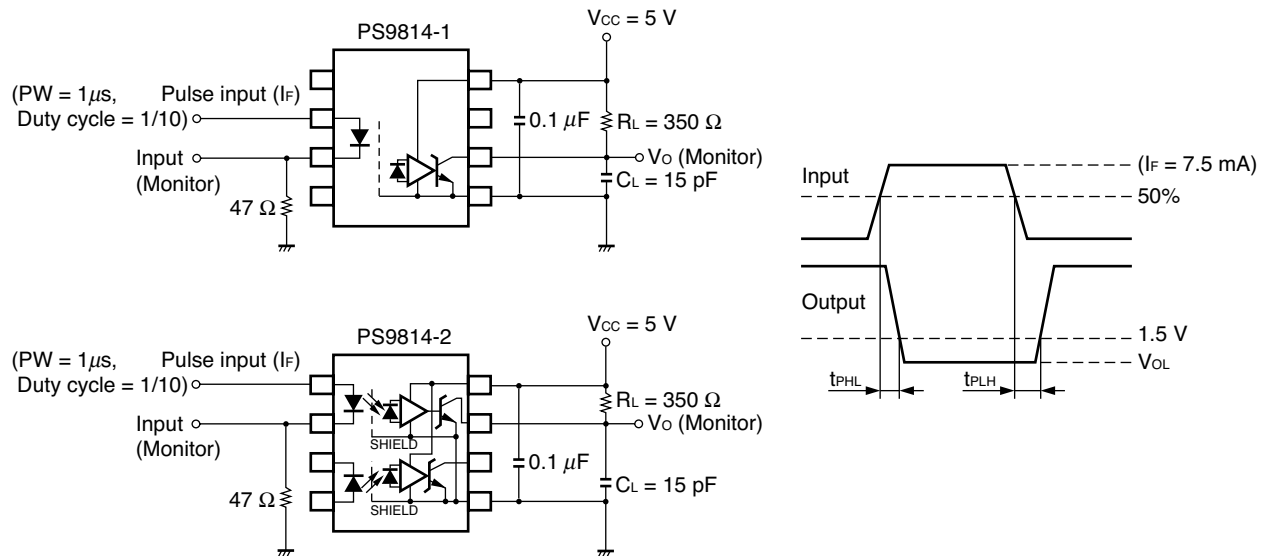 PS9814-1
VCC = 5 V
(PW = 1μs,
Duty cycle = 1/10)
Pulse input (IF)
Input
(Monitor)
47 Ω
0.1 μF
RL = 350 Ω
VO (Monitor)
CL = 15 pF
PS9814-2
VCC = 5 V
(PW = 1μs,
Duty cycle = 1/10)
Pulse input (IF)
Input
(Monitor)
47 Ω
SHIELD
SHIELD
0.1 μF
RL = 350 Ω
VO (Monitor)
CL = 15 pF
Input
(IF = 7.5 mA)
50%
Output
1.5 V
VOL
tPHL
tPLH